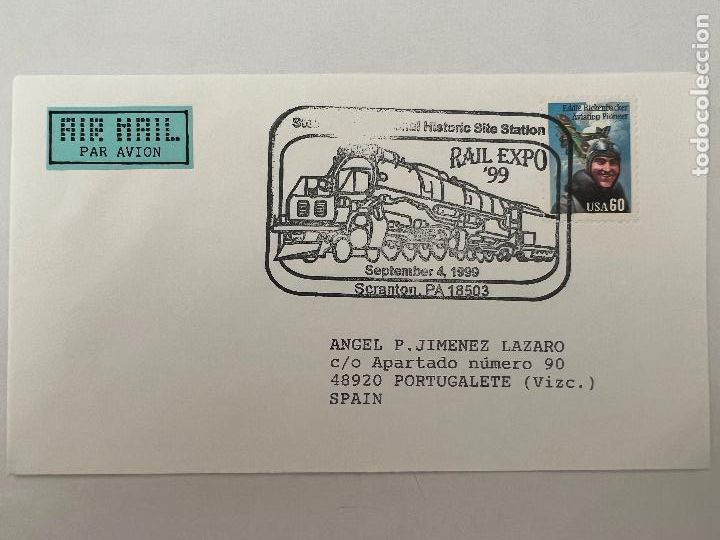 AIR MAIL
PAR AVION
Historic Site Station
RAIL EXPO
'99
September 4, 1999
Scranton, PA 18503
Eddie Rickenbacker
Aviation Pioneer
USA 60
ANGEL P.JIMENEZ LAZARO
c/o Apartado número 90
48920 PORTUGALETE (Vizc.)
SPAIN
todocoleccion